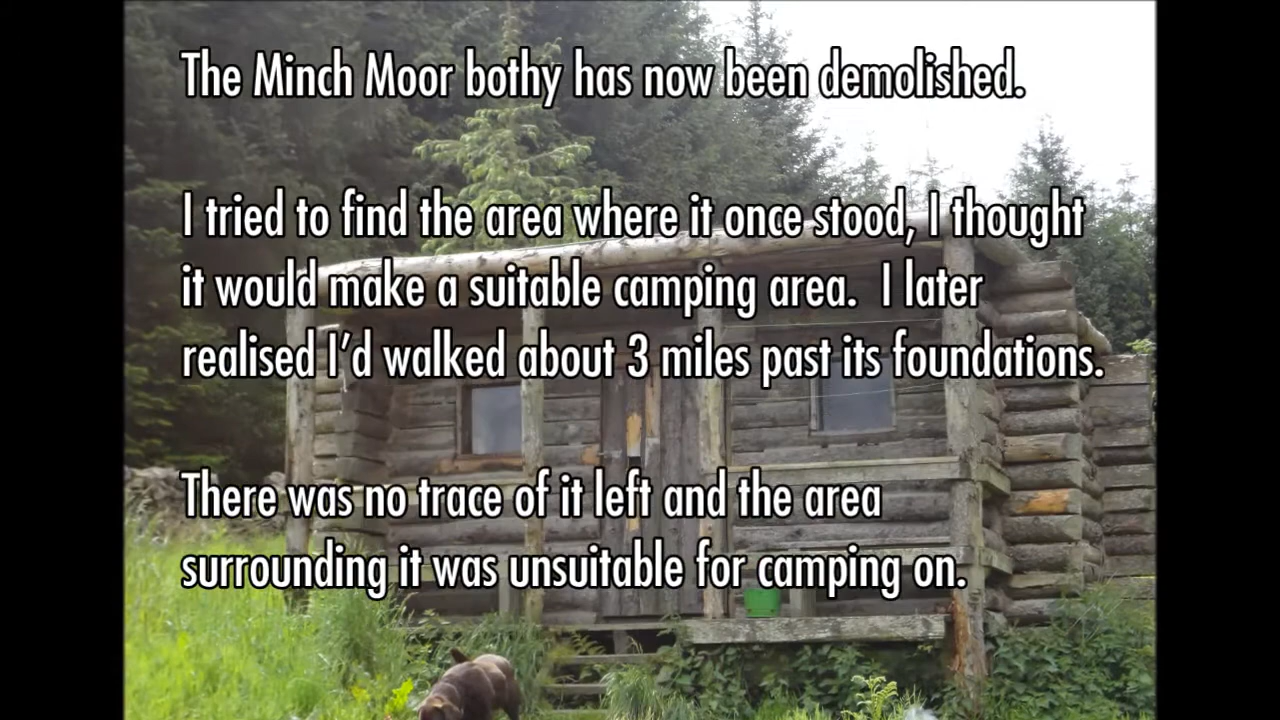 The Minch Moor bothy has now been demolished.
I tried to find the area where it once stood, I thought
it would make a suitable camping area.  I later
realised I’d walked about 3 miles past its foundations.
There was no trace of it left and the area
surrounding it was unsuitable for camping on.